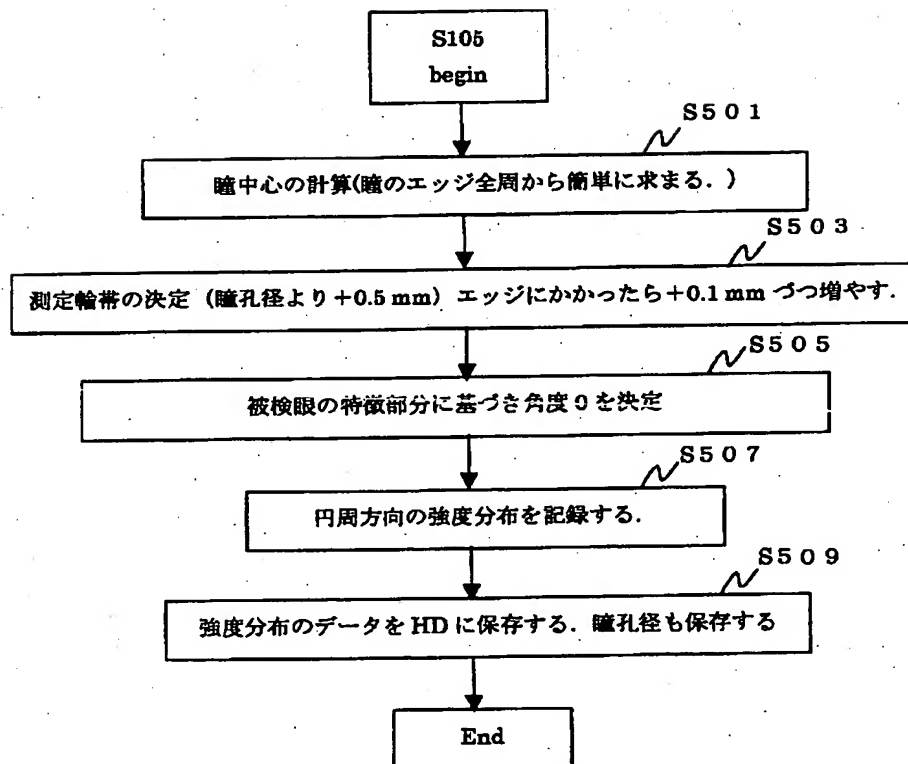 S105
begin
S501
瞳中心の計算(瞳のエッジ全周から簡単に求まる. )
S503
測定輪帯の決定 (瞳孔径より+0.5 mm) エッジにかかったら+0.1 mm づつ増やす.
S505
被検眼の特徴部分に基づき角度0を決定
S507
円周方向の強度分布を記録する.
S509
強度分布のデータを HD に保存する. 瞳孔径も保存する
End